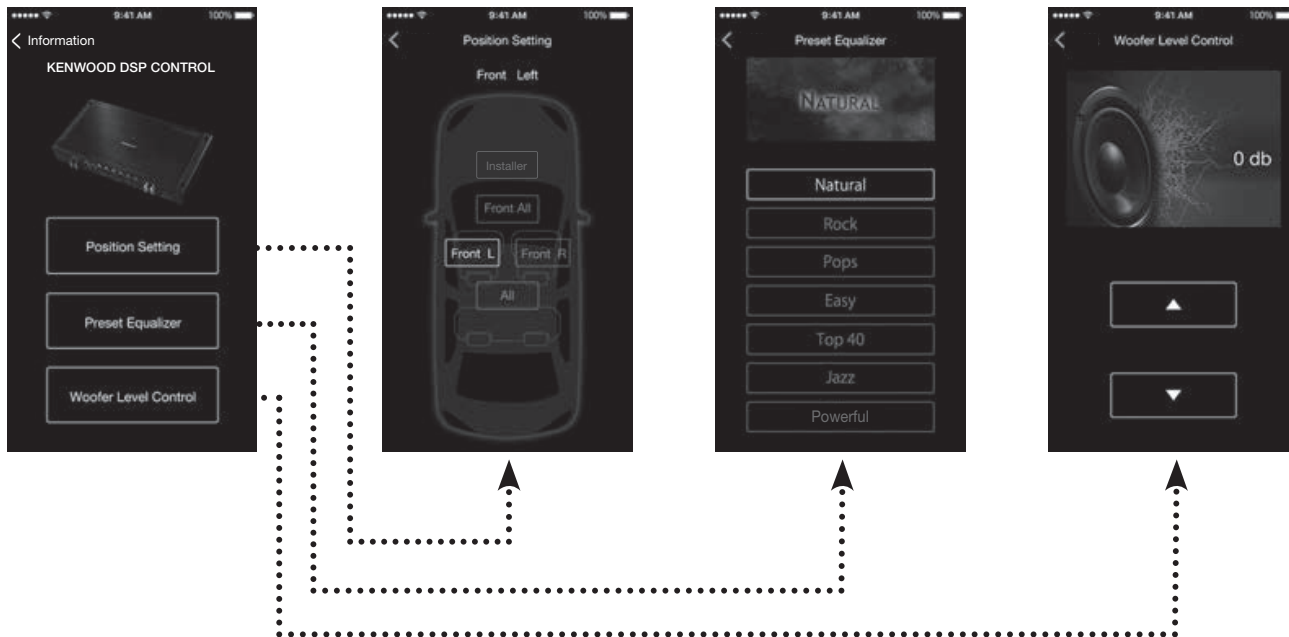 9:41 AM 100%
Information
KENWOOD DSP CONTROL
Position Setting
Preset Equalizer
Woofer Level Control
9:41 AM 100%
Position Setting
Front Left
Installer
Front All
Front L Front R
All
9:41 AM 100%
Preset Equalizer
NATURAL
Natural
Rock
Pops
Easy
Top 40
Jazz
Powerful
9:41 AM 100%
Woofer Level Control
0 db